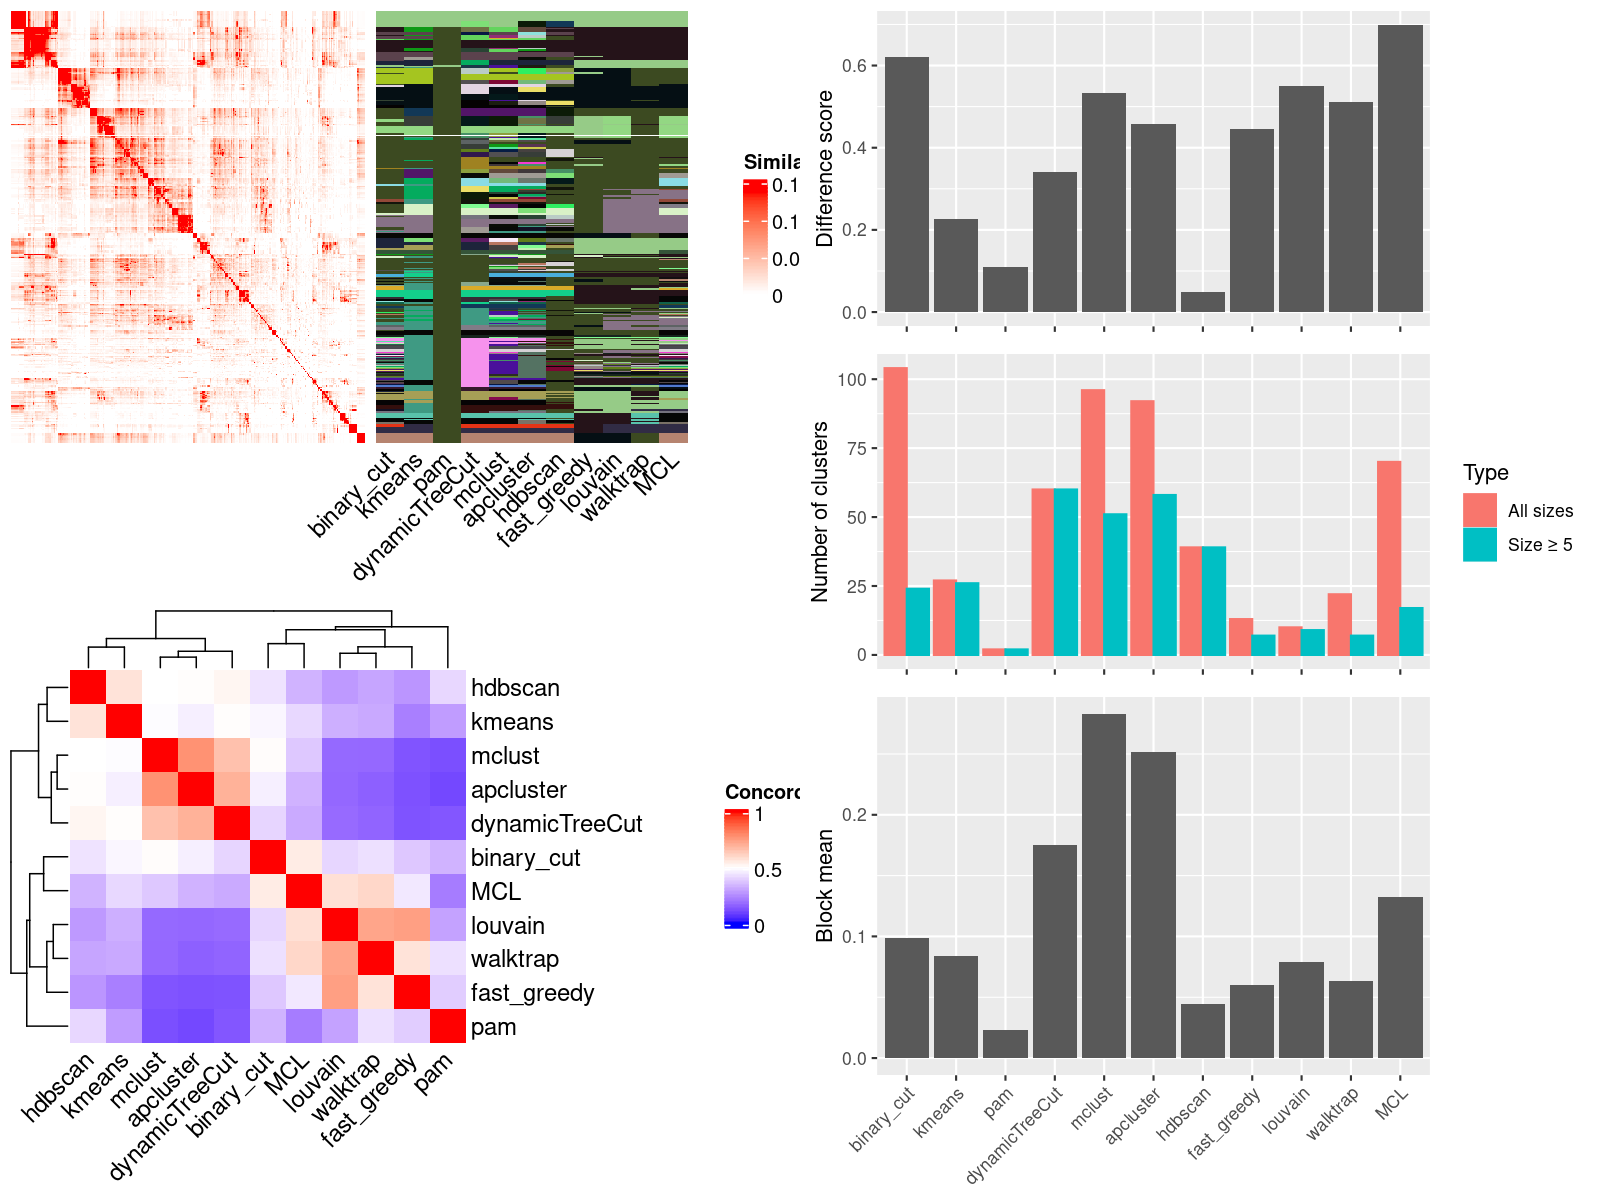 Simila
0.1
0.1
0.0
0
binary_cut
kmeans
pam
dynamicTreeCut
mclust
apcluster
hdbscan
fast_greedy
louvain
walktrap
MCL
hdbscan
kmeans
mclust
apcluster
dynamicTreeCut
binary_cut
MCL
louvain
walktrap
fast_greedy
pam
hdbscan
kmeans
mclust
apcluster
dynamicTreeCut
binary_cut
MCL
louvain
walktrap
fast_greedy
pam
Concord
1
0.5
0
Difference score
0.6
0.4
0.2
0.0
Number of clusters
100
75
50
25
0
Type
All sizes
Size ≥ 5
Block mean
0.2
0.1
0.0
binary_cut
kmeans
pam
dynamicTreeCut
mclust
apcluster
hdbscan
fast_greedy
louvain
walktrap
MCL